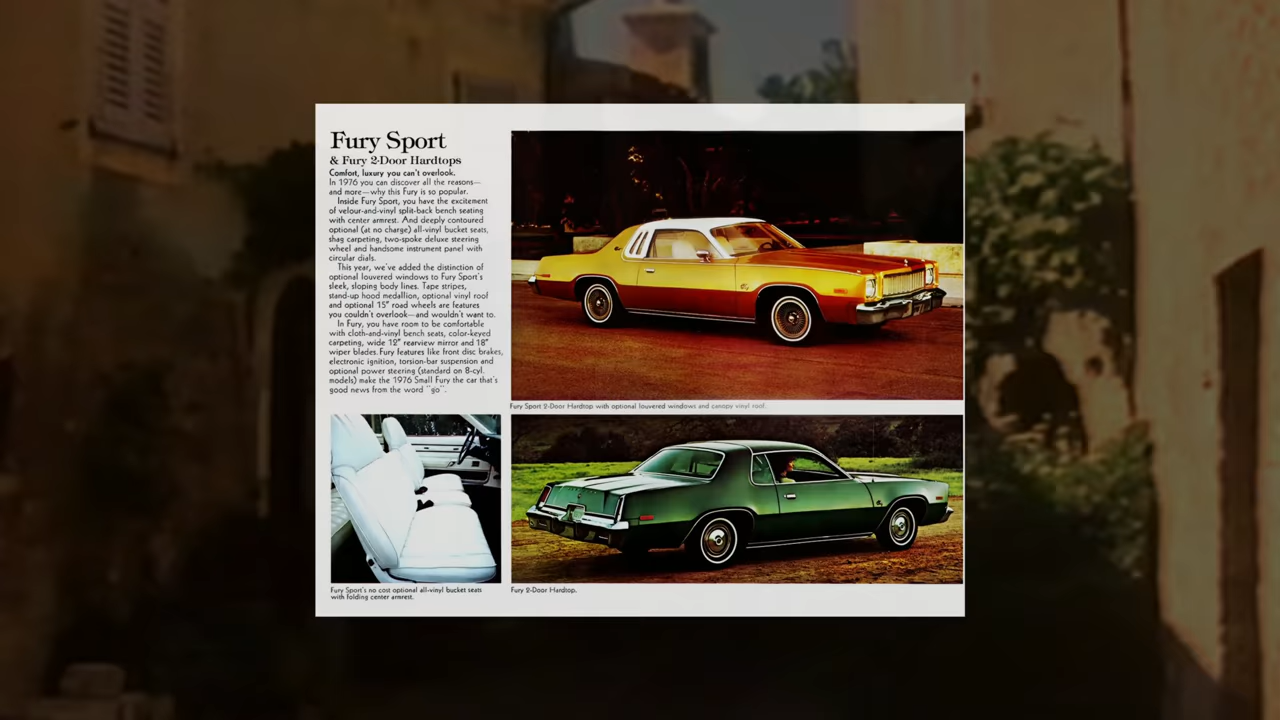 Fury Sport
& Fury 2-Door Hardtops
Comfort, luxury you can't overlook.
In 1976 you can discover all the reasons—
and more—why this Fury is so popular.
Inside Fury Sport, you have the excitement
of velour-and-vinyl split-back bench seating
with center armrest. And deeply contoured
optional (at no charge) all-vinyl bucket seats,
shag carpeting, two-spoke deluxe steering
wheel and handsome instrument panel with
circular dials.
This year, we've added the distinction of
optional louvered windows to Fury Sport's
sleek, sloping body lines. Tape stripes,
stand-up hood medallion, optional vinyl roof
and optional 15" road wheels are features
you couldn't overlook—and wouldn't want to.
In Fury, you have room to be comfortable
with cloth-and-vinyl bench seats, color-keyed
carpeting, wide 12" rearview mirror and 18"
wiper blades. Fury features like front disc brakes,
electronic ignition, torsion-bar suspension and
optional power steering (standard on 8-cyl.
models) make the 1976 Small Fury the car that's
good news from the word "go".
Fury Sport 2-Door Hardtop with optional louvered windows and canopy vinyl roof.
Fury Sport's no cost optional all-vinyl bucket seats
with folding center armrest.
Fury 2-Door Hardtop.